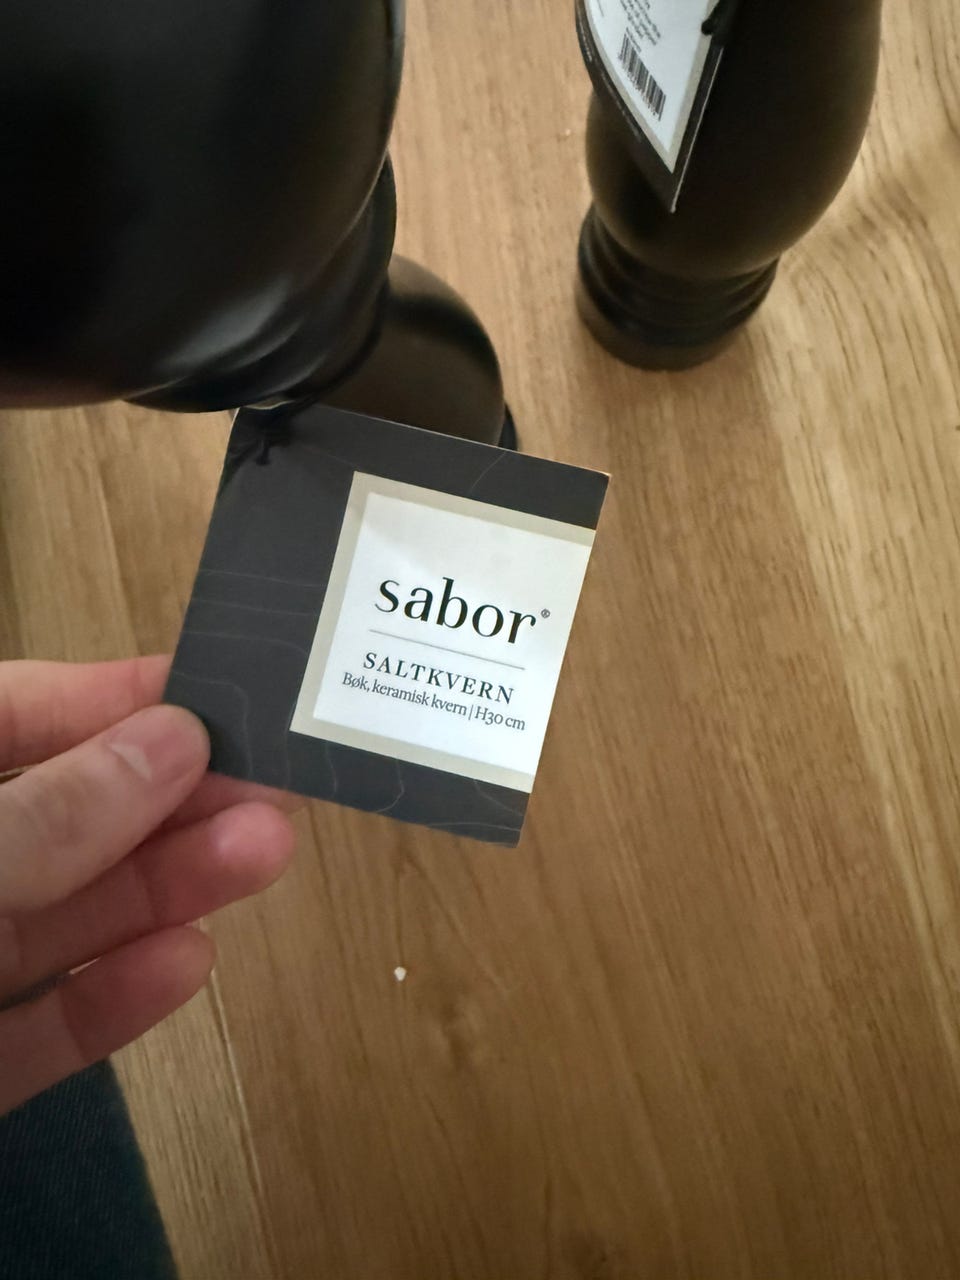 sabor®
SALTKVERN
Bøk, keramisk kvern | H30 cm